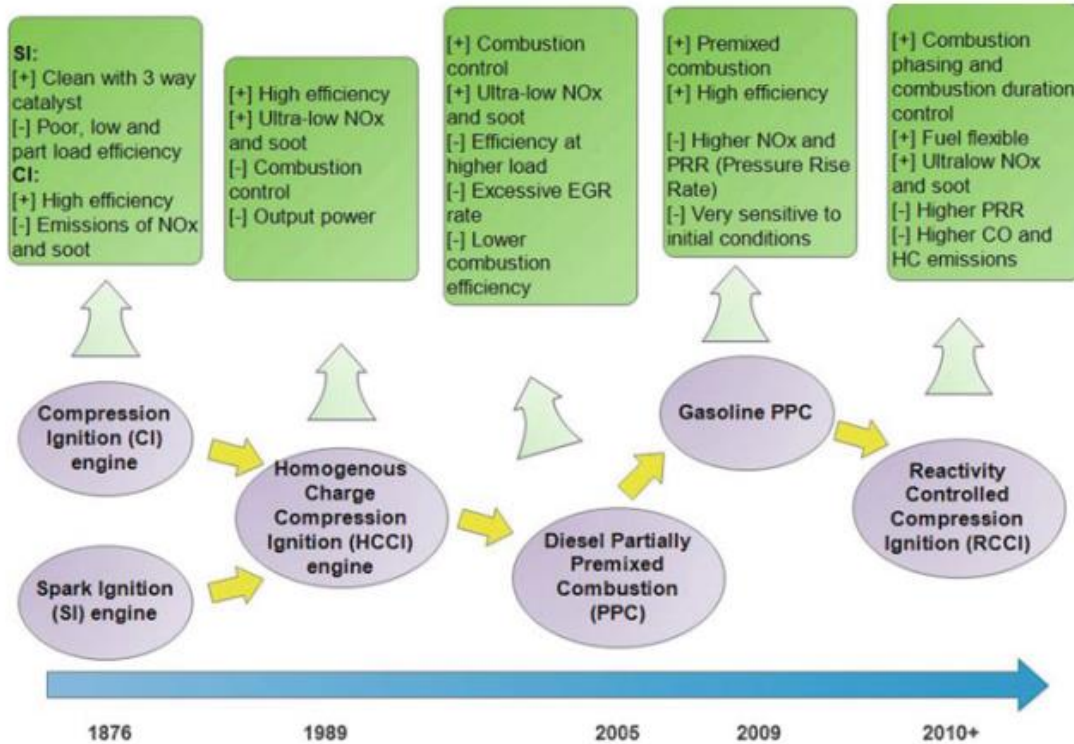 SI:
[+] Clean with 3 way
catalyst
[-] Poor, low and
part load efficiency
CI:
[+] High efficiency
[-] Emissions of NOx
and soot
[+] High efficiency
[+] Ultra-low NOx
and soot
[-] Combustion
control
[-] Output power
[+] Combustion
control
[+] Ultra-low NOx
and soot
[-] Efficiency at
higher load
[-] Excessive EGR
rate
[-] Lower
combustion
efficiency
[+] Premixed
combustion
[+] High efficiency
[-] Higher NOx and
PRR (Pressure Rise
Rate)
[-] Very sensitive to
initial conditions
[+] Combustion
phasing and
combustion duration
control
[+] Fuel flexible
[+] Ultralow NOx
and soot
[-] Higher PRR
[-] Higher CO and
HC emissions
Compression
Ignition (CI)
engine
Spark Ignition
(SI) engine
Homogenous
Charge
Compression
Ignition (HCCI)
engine
Diesel Partially
Premixed
Combustion
(PPC)
Gasoline PPC
Reactivity
Controlled
Compression
Ignition (RCCI)
1876
1989
2005
2009
2010+